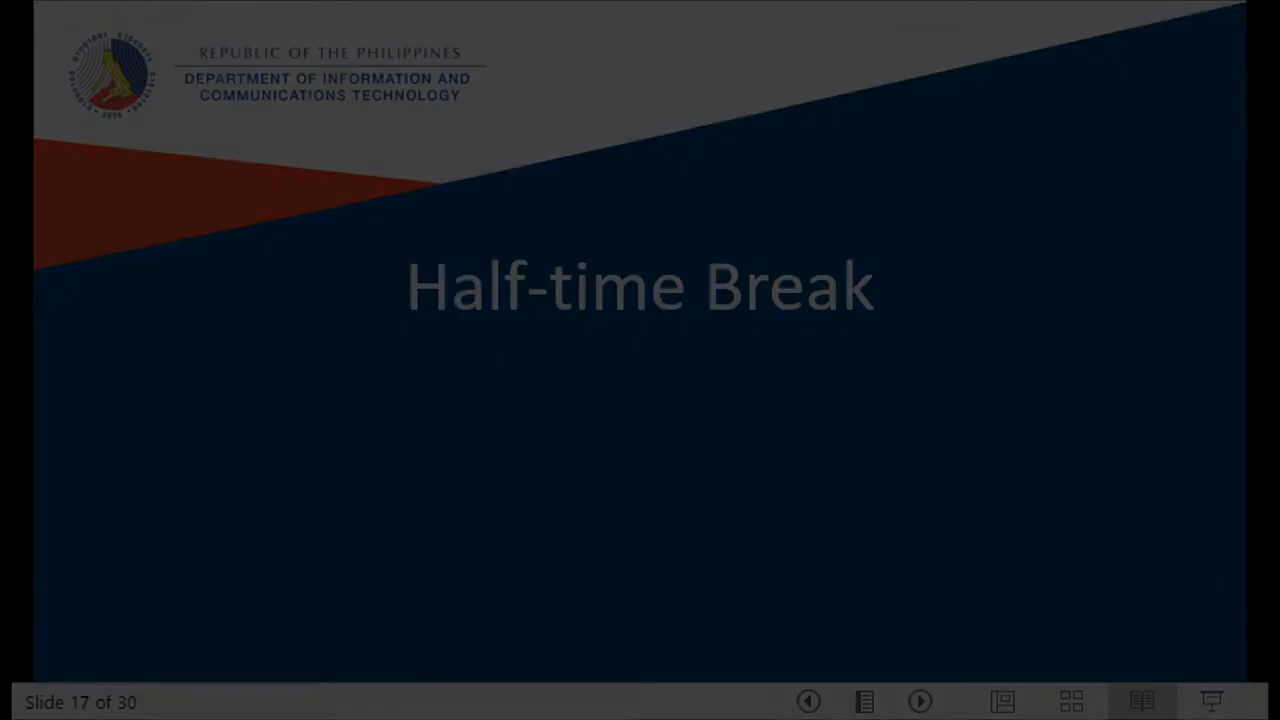 REPUBLIC OF THE PHILIPPINES
DEPARTMENT OF INFORMATION AND
COMMUNICATIONS TECHNOLOGY
Half-time Break
Slide 17 of 30